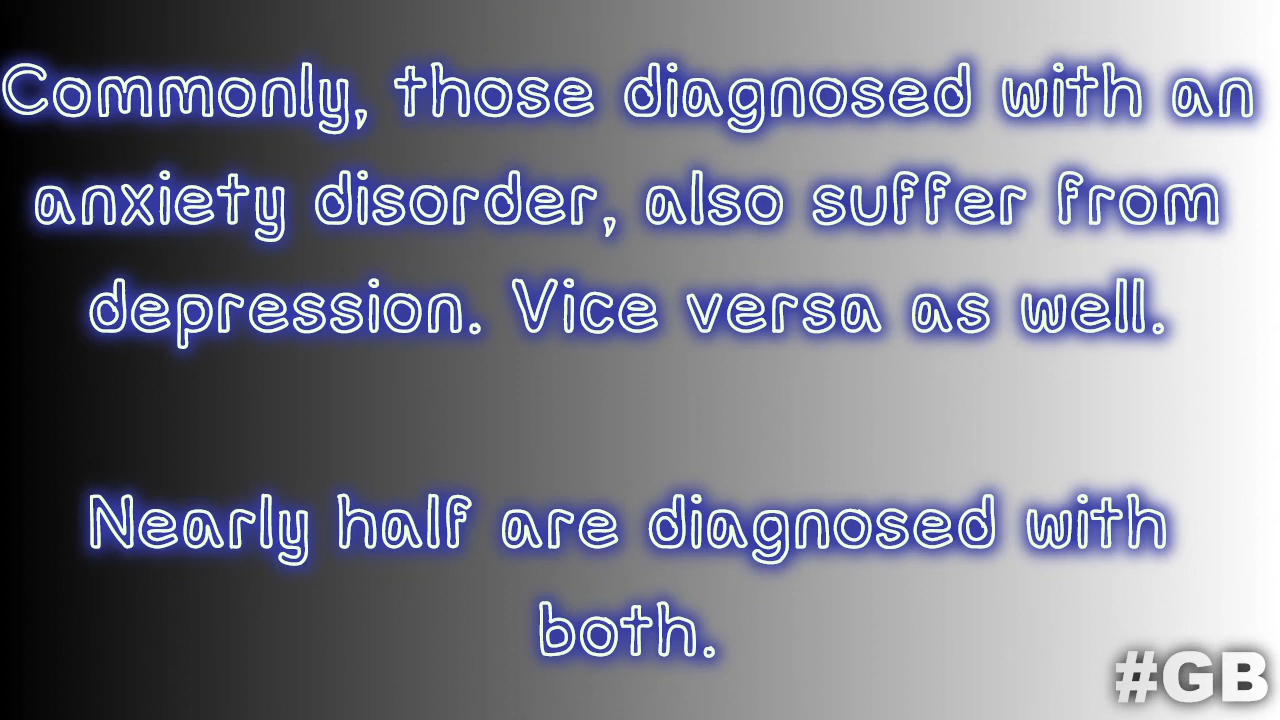 Commonly, those diagnosed with an
anxiety disorder, also suffer from
depression. Vice versa as well.
Nearly half are diagnosed with
both.
#GB